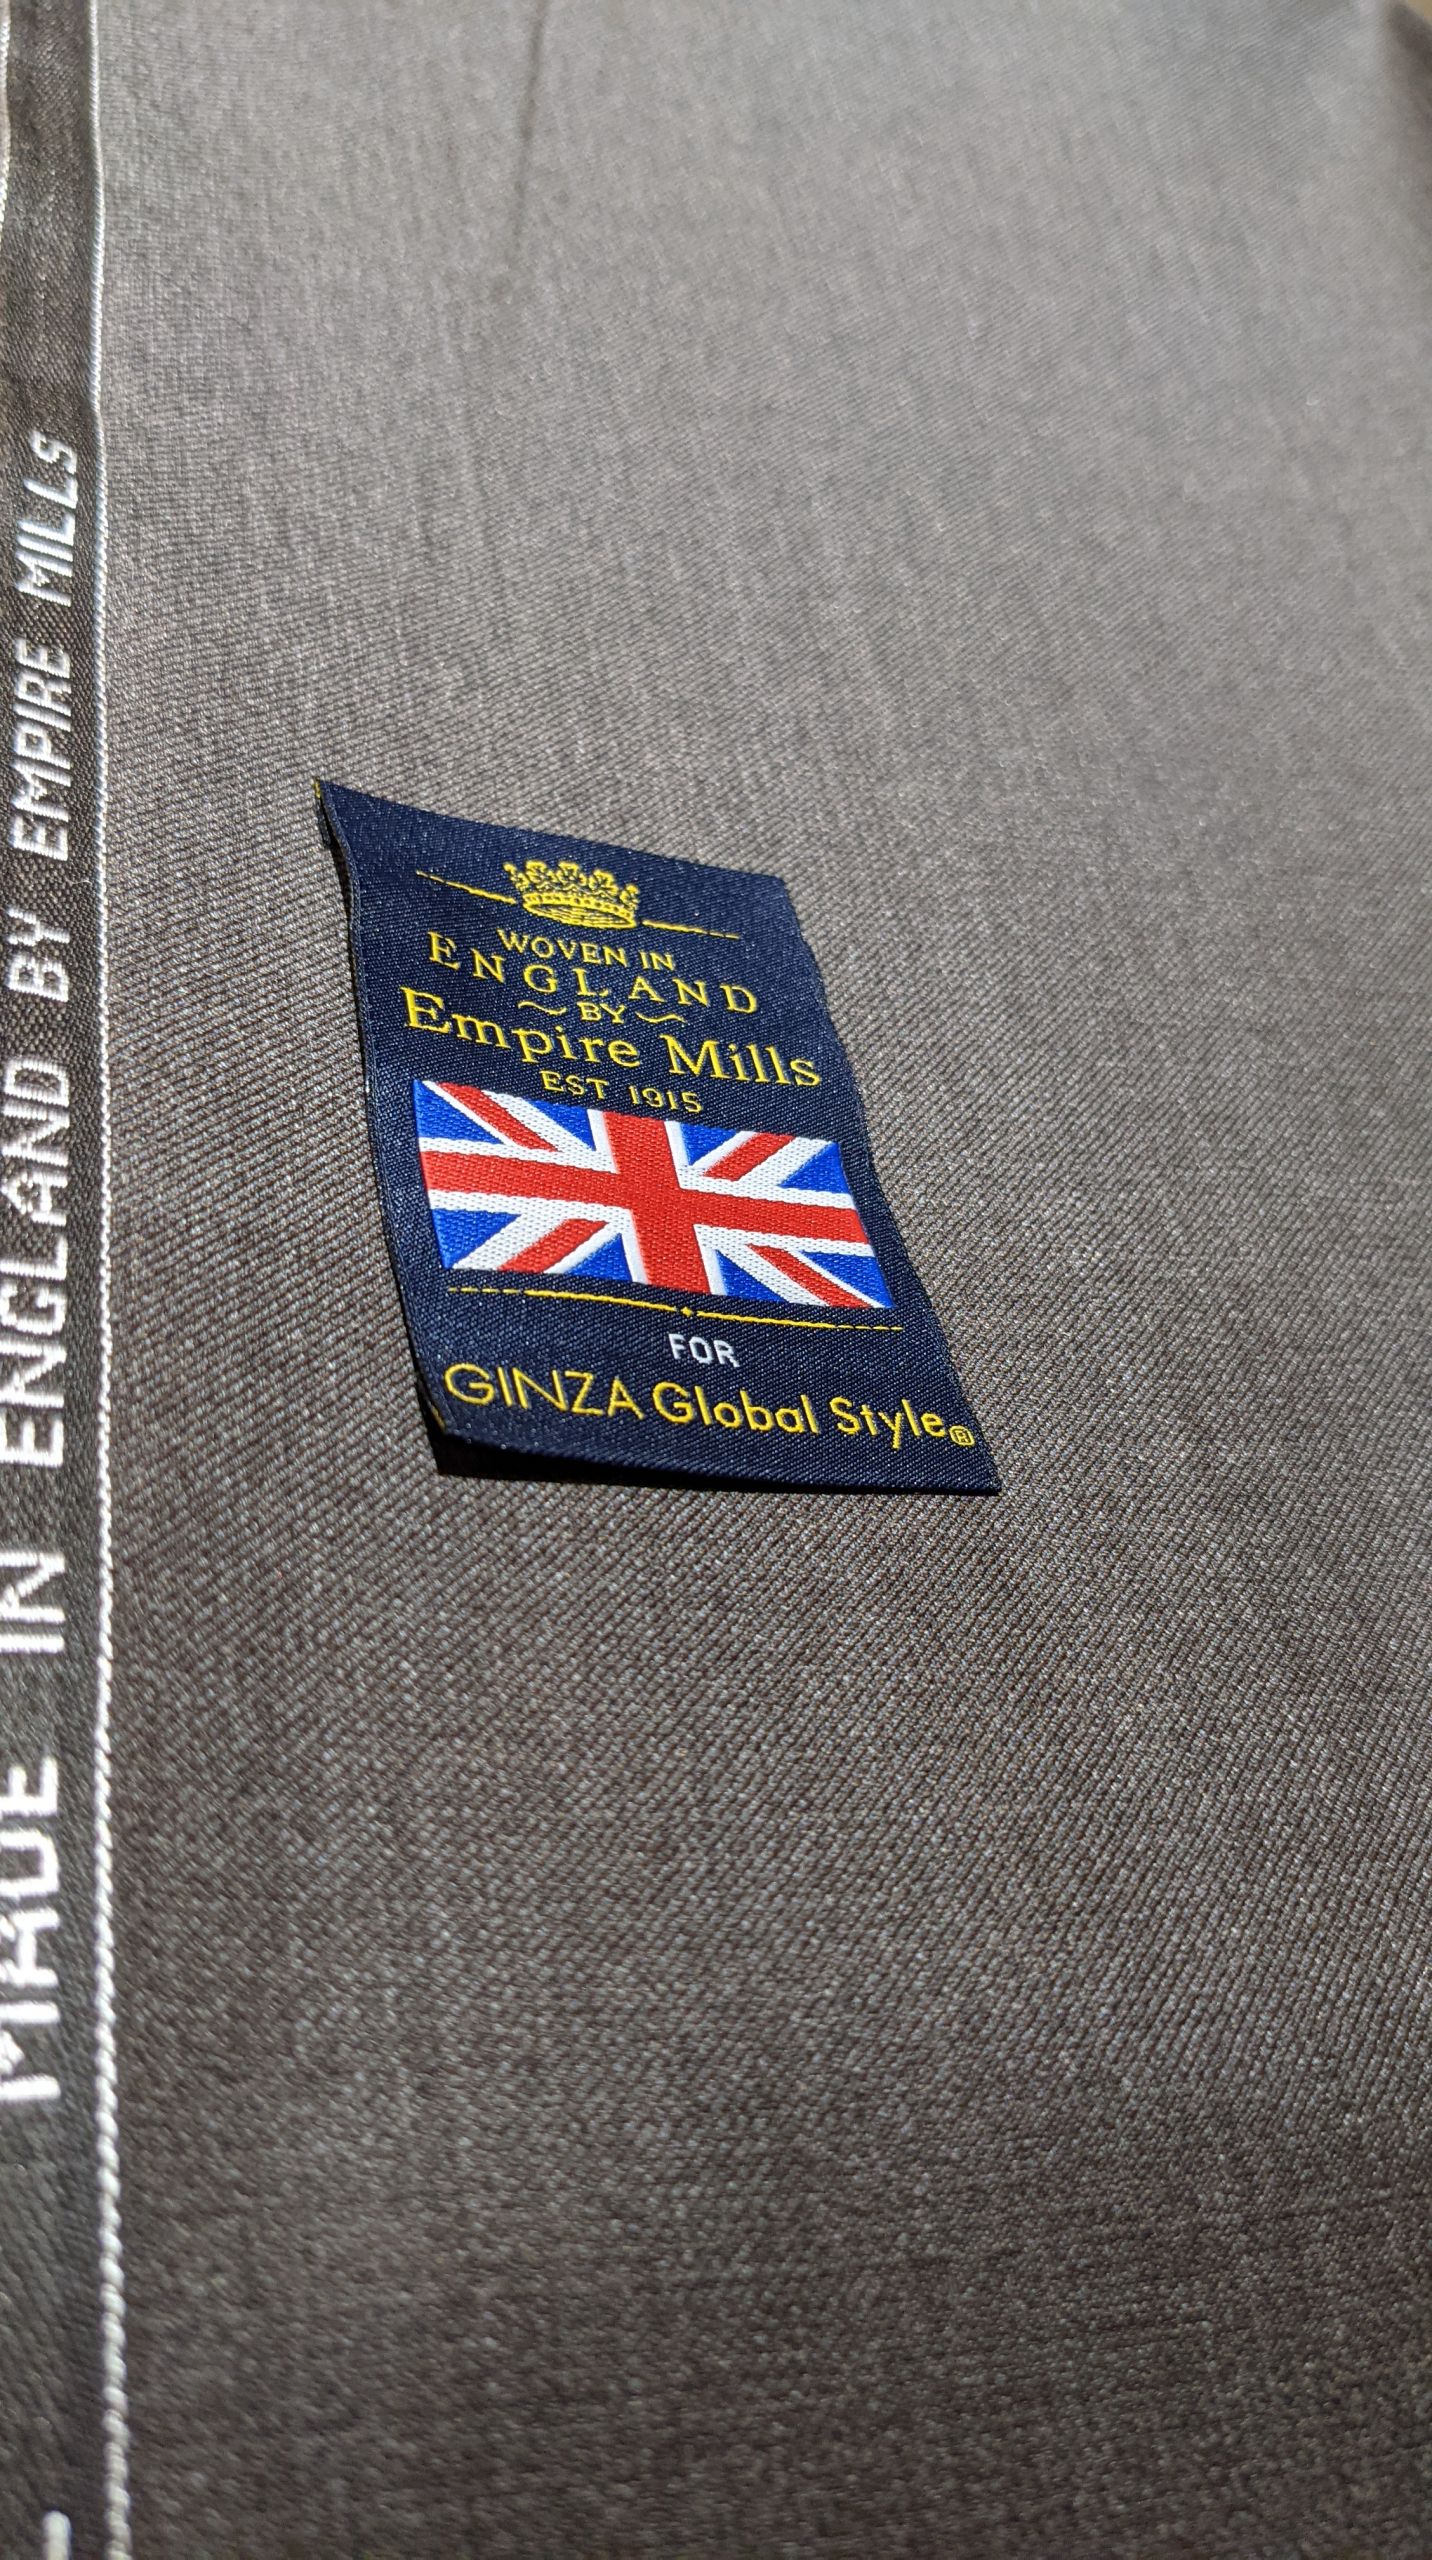 WOVEN IN
ENGLAND
BY
Empire Mills
EST 1915
FOR
GINZA Global Style®
MADE IN ENGLAND BY EMPIRE MILLS